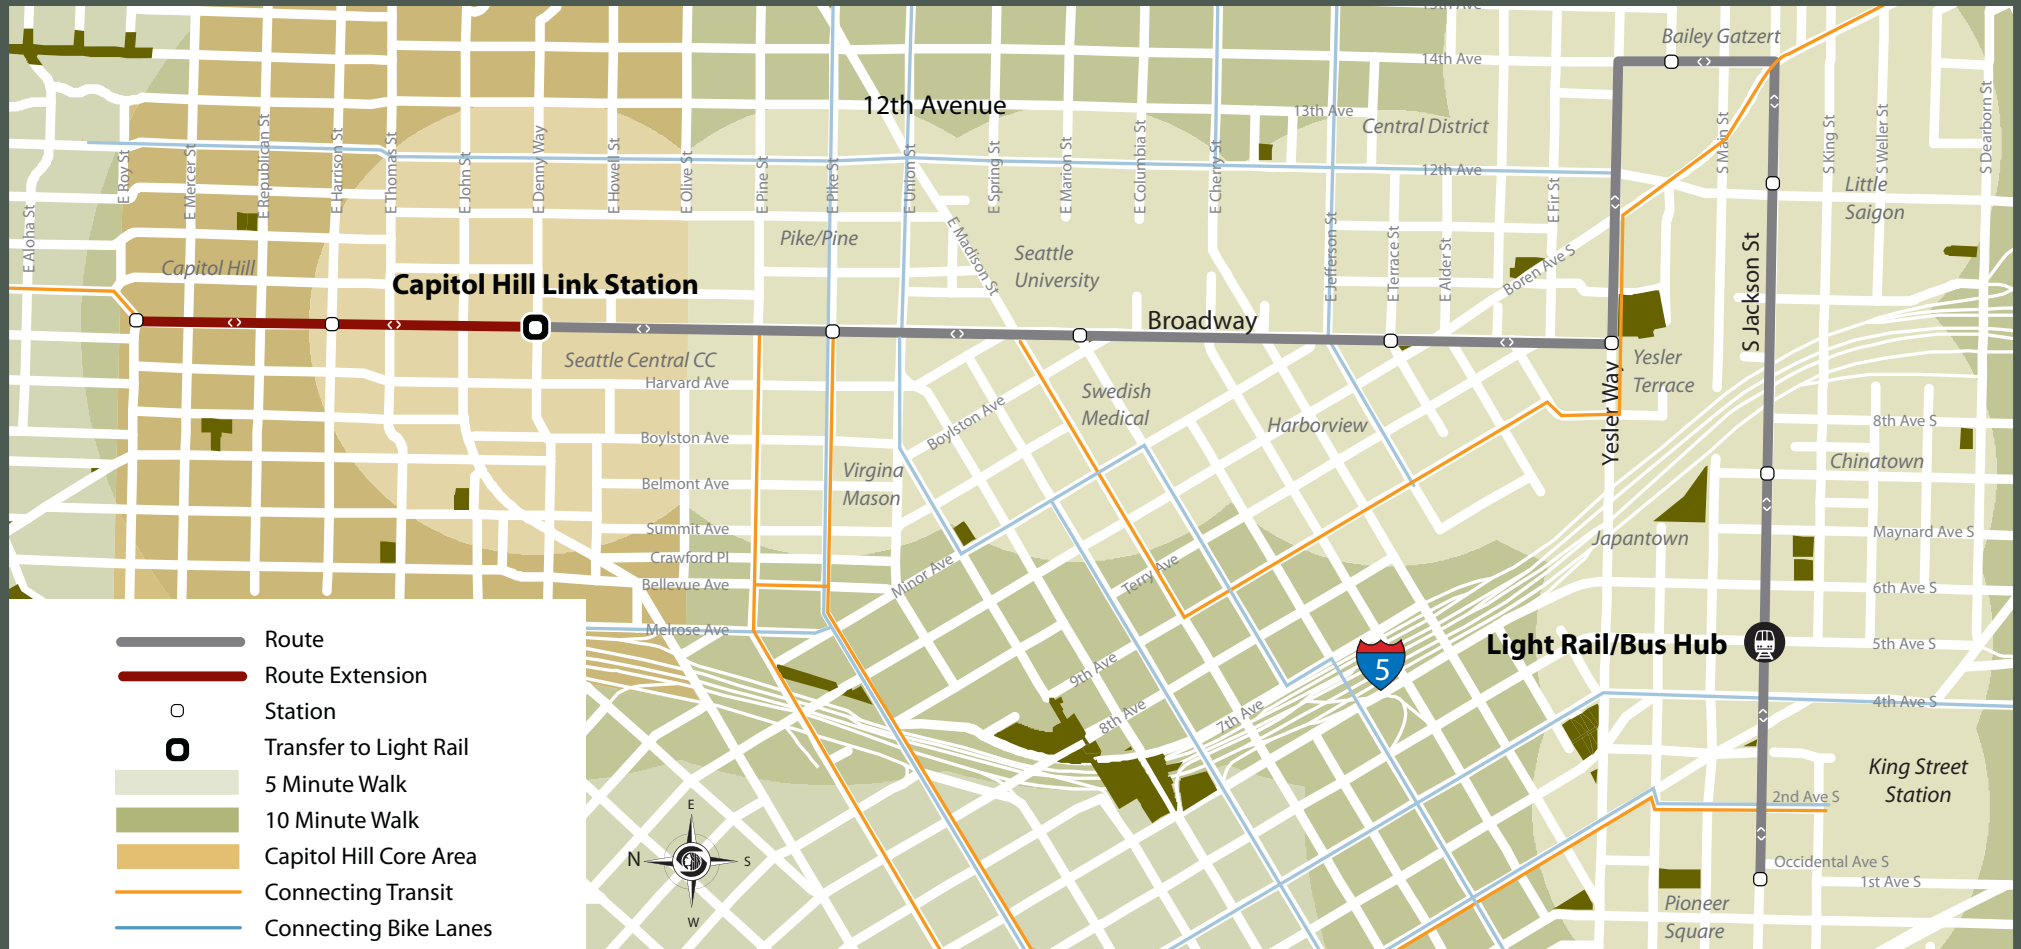 15th Ave
Bailey Gatzert
14th Ave
12th Avenue
13th Ave
Central District
12th Ave
E Aloha St
E Roy St
E Mercer St
E Republican St
E Harrison St
E Thomas St
E John St
E Denny Way
E Howell St
E Olive St
E Pine St
E Pike St
E Union St
E Spring St
E Marion St
E Columbia St
E Cherry St
E Fir St
S Main St
S King St
S Weller St
S Dearborn St
Little
Saigon
Capitol Hill
Pike/Pine
E Madison St
Seattle
University
E Jefferson St
E Terrace St
E Alder St
Boren Ave S
S Jackson St
Capitol Hill Link Station
Broadway
Seattle Central CC
Harvard Ave
Swedish
Medical
Yesler
Terrace
Yesler Way
Boylston Ave
Boylston Ave
Harborview
8th Ave S
Virgina
Mason
Chinatown
Belmont Ave
Summit Ave
Japantown
Maynard Ave S
Crawford Pl
Bellevue Ave
Minor Ave
Terry Ave
6th Ave S
Melrose Ave
Light Rail/Bus Hub
5th Ave S
5
9th Ave
8th Ave
7th Ave
4th Ave S
King Street
Station
2nd Ave S
Occidental Ave S
1st Ave S
Pioneer
Square
Route
Route Extension
Station
Transfer to Light Rail
5 Minute Walk
10 Minute Walk
Capitol Hill Core Area
Connecting Transit
Connecting Bike Lanes
E
N
S
W